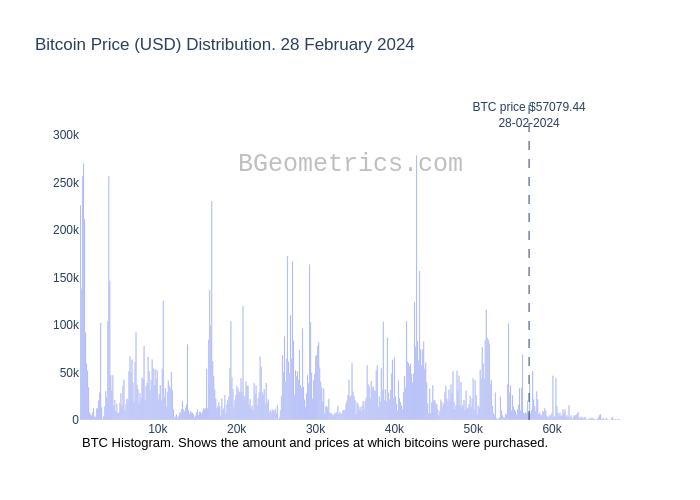 Bitcoin Price (USD) Distribution. 28 February 2024
BTC price $57079.44
28-02-2024
300k
BGeometrics.com
250k
200k
150k
100k
50k
0
10k 20k 30k 40k 50k 60k
BTC Histogram. Shows the amount and prices at which bitcoins were purchased.